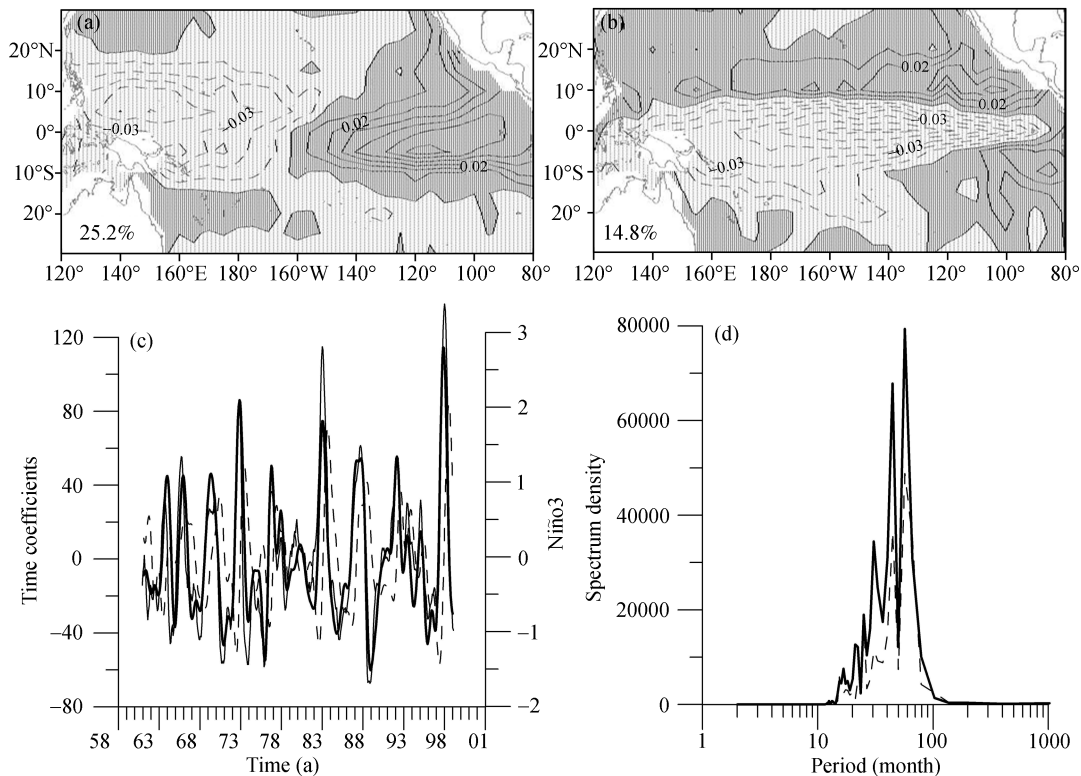 (a)
20°N
10°
0°
10°S
20°
−0.03
−0.03
0.02
0.02
25.2%
120° 140° 160°E 180° 160°W 140° 120° 100° 80°
(b)
20°N
10°
0°
10°S
20°
0.02
0.02
−0.03
−0.03
−0.03
14.8%
120° 140° 160°E 180° 160°W 140° 120° 100° 80°
(c)
Time coefficients
120
80
40
0
−40
−80
3
2
1
0
−1
−2
Niño3
58 63 68 73 78 83 88 93 98 01
Time (a)
(d)
Spectrum density
80000
60000
40000
20000
0
1 10 100 1000
Period (month)